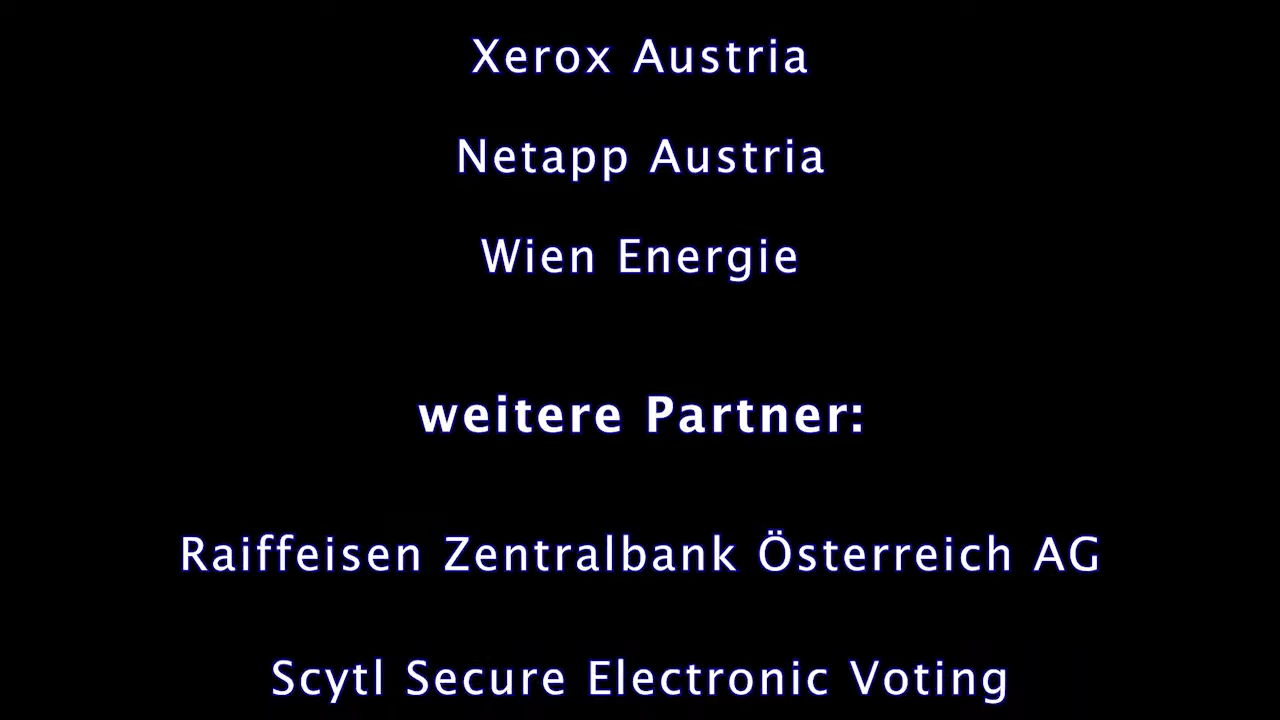 Xerox Austria
Netapp Austria
Wien Energie
weitere Partner:
Raiffeisen Zentralbank Österreich AG
Scytl Secure Electronic Voting